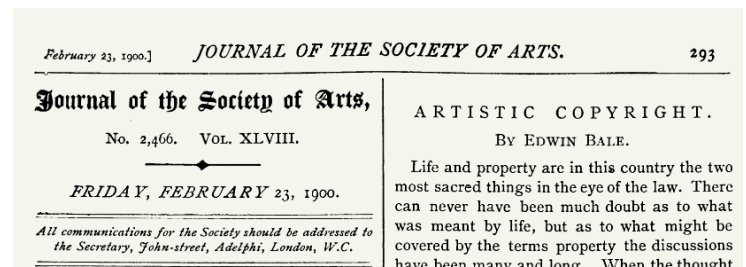 February 23, 1900.] JOURNAL OF THE SOCIETY OF ARTS. 293
Journal of the Society of Arts,
No. 2,466. VOL. XLVIII.
FRIDAY, FEBRUARY 23, 1900.
All communications for the Society should be addressed to
the Secretary, John-street, Adelphi, London, W.C.
ARTISTIC COPYRIGHT.
BY EDWIN BALE.
Life and property are in this country the two
most sacred things in the eye of the law. There
can never have been much doubt as to what
was meant by life, but as to what might be
covered by the terms property the discussions
have been many and long. When the thought